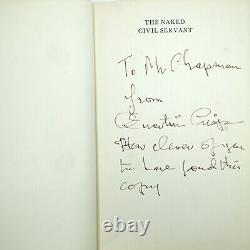 THE NAKED
CIVIL SERVANT
To Mr Chapman
from
Quentin Crisp
How clever of you
to have found this
copy